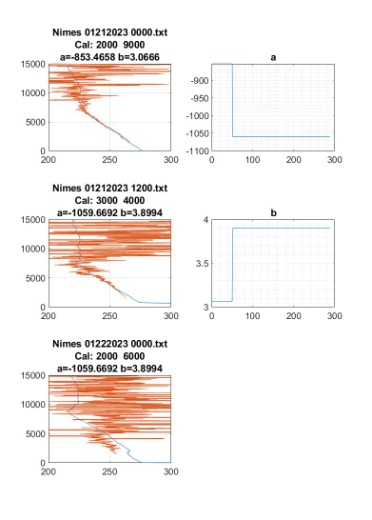 Nimes 01212023 0000.txt
Cal: 2000 9000
a=-853.4658 b=3.0666
15000
10000
5000
0
200 250 300
a
-900
-950
-1000
-1050
-1100
0 100 200 300
Nimes 01212023 1200.txt
Cal: 3000 4000
a=-1059.6692 b=3.8994
15000
10000
5000
0
200 250 300
b
4
3.5
3
0 100 200 300
Nimes 01222023 0000.txt
Cal: 2000 6000
a=-1059.6692 b=3.8994
15000
10000
5000
0
200 250 300